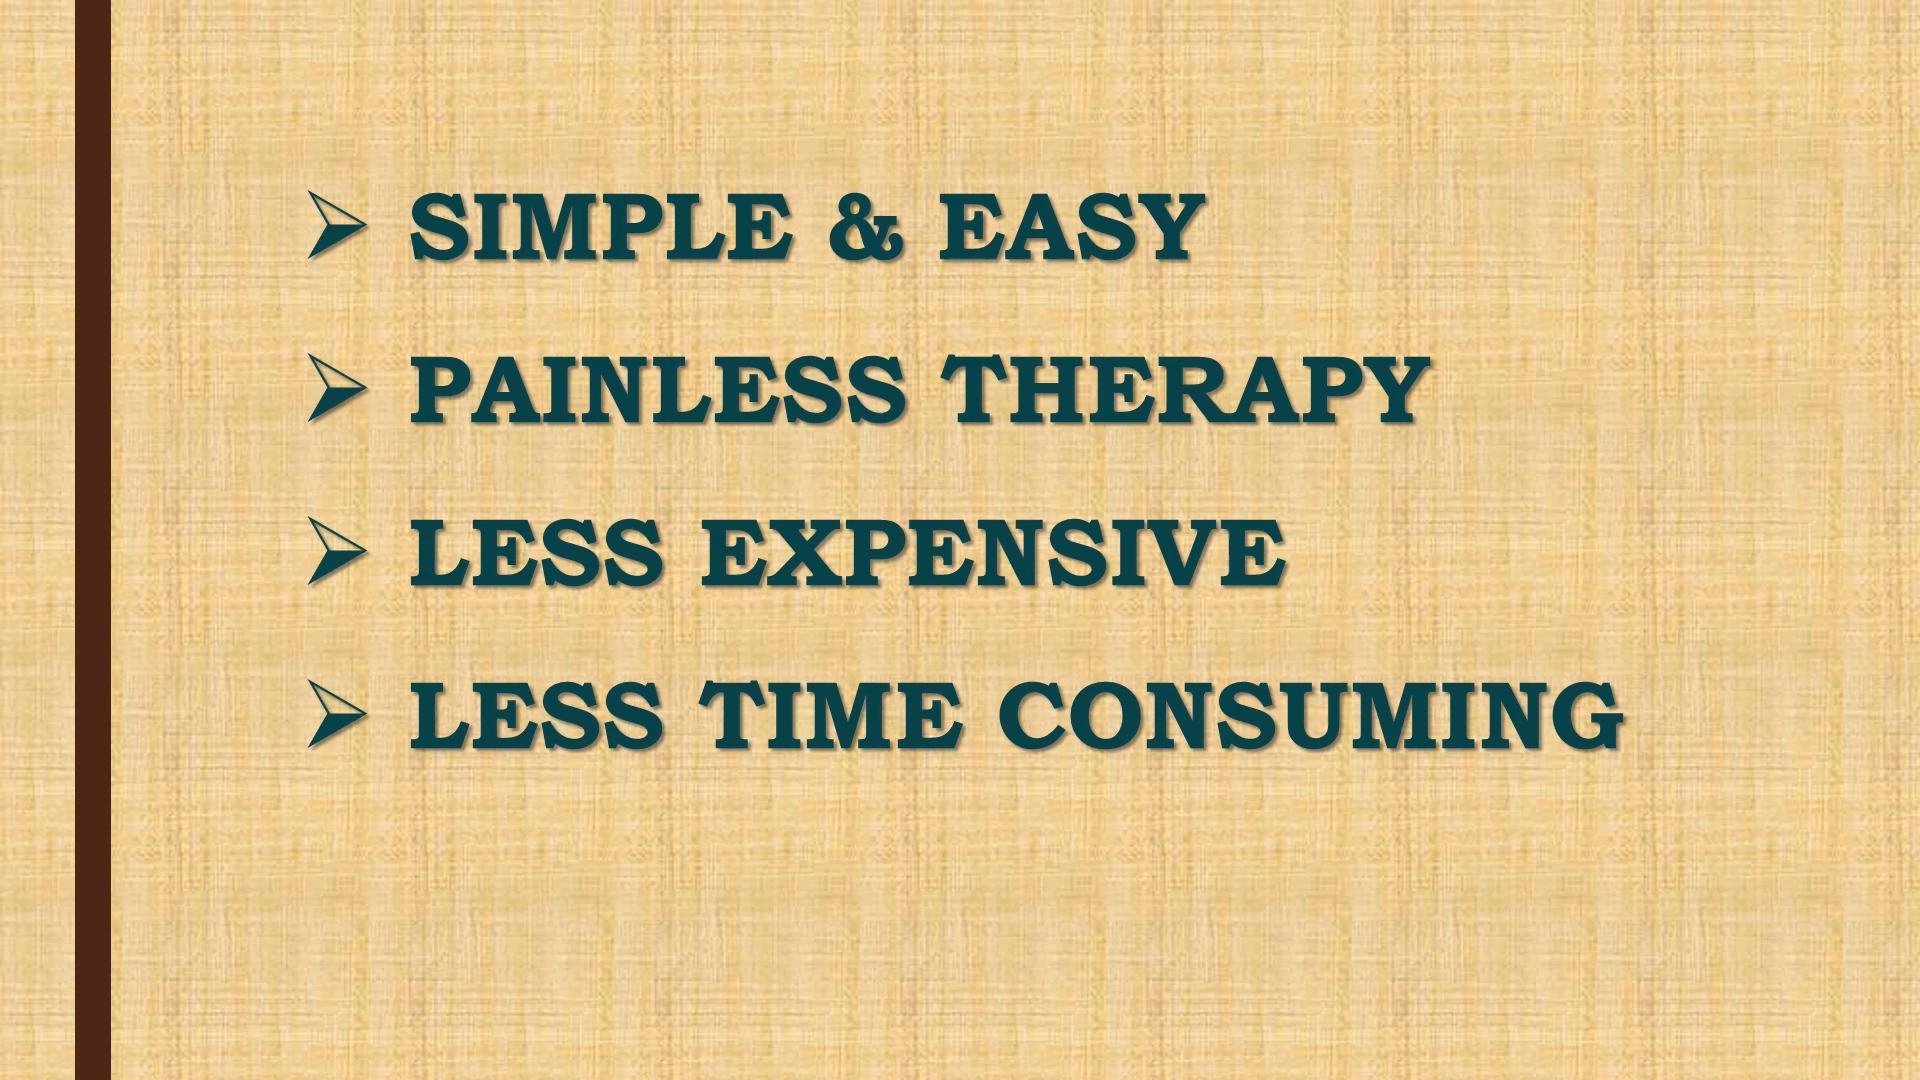 ➢ SIMPLE & EASY
➢ PAINLESS THERAPY
➢ LESS EXPENSIVE
➢ LESS TIME CONSUMING